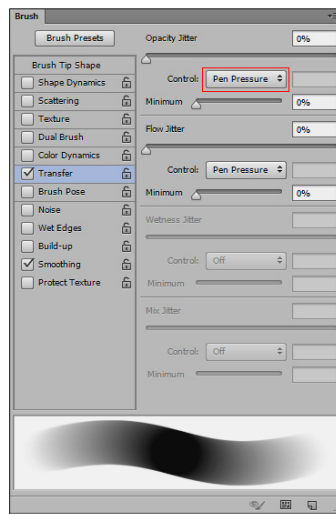 Brush
Brush Presets
Brush Tip Shape
Shape Dynamics
Scattering
Texture
Dual Brush
Color Dynamics
Transfer
Brush Pose
Noise
Wet Edges
Build-up
Smoothing
Protect Texture
Opacity Jitter 0%
Control: Pen Pressure
Minimum 0%
Flow Jitter 0%
Control: Pen Pressure
Minimum 0%
Wetness Jitter
Control: Off
Minimum
Mix Jitter
Control: Off
Minimum